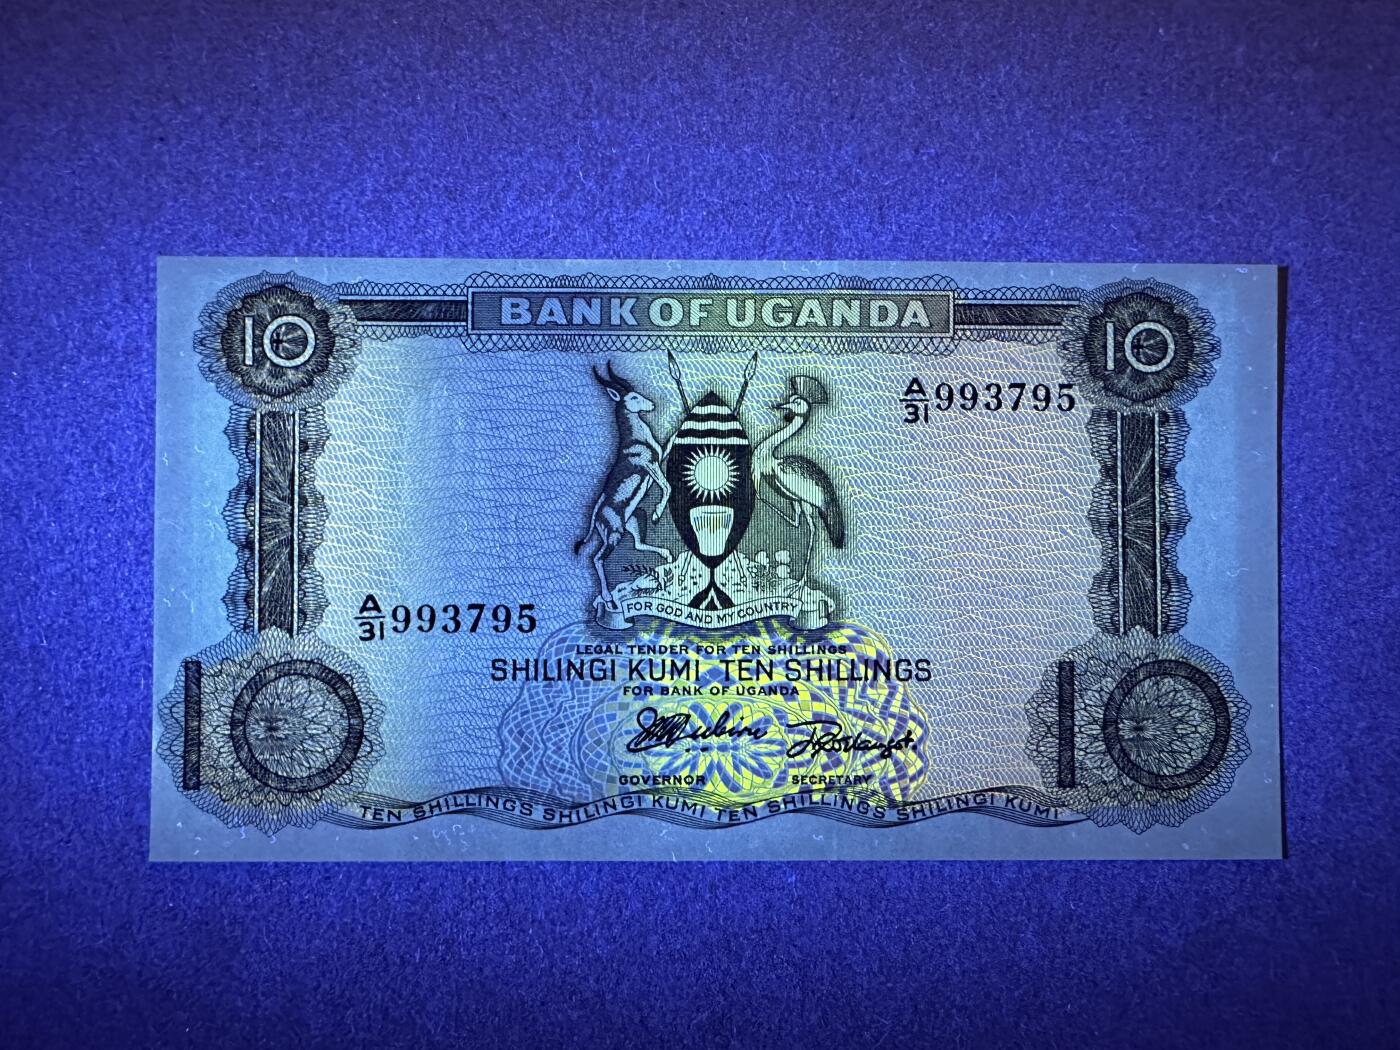 BANK OF UGANDA
10
10
A/31 993795
A/31 993795
FOR GOD AND MY COUNTRY
LEGAL TENDER FOR TEN SHILLINGS
SHILINGI KUMI TEN SHILLINGS
FOR BANK OF UGANDA
GOVERNOR SECRETARY
10
10
TEN SHILLINGS SHILINGI KUMI TEN SHILLINGS SHILINGI KUMI